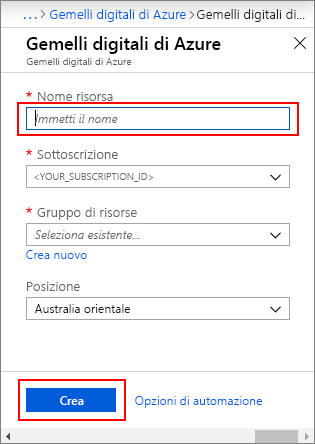 ... > Gemelli digitali di Azure > Gemelli digitali di...
Gemelli digitali di Azure
Gemelli digitali di Azure
* Nome risorsa
Immetti il nome
* Sottoscrizione
<YOUR_SUBSCRIPTION_ID>
* Gruppo di risorse
Seleziona esistente...
Crea nuovo
Posizione
Australia orientale
Crea Opzioni di automazione